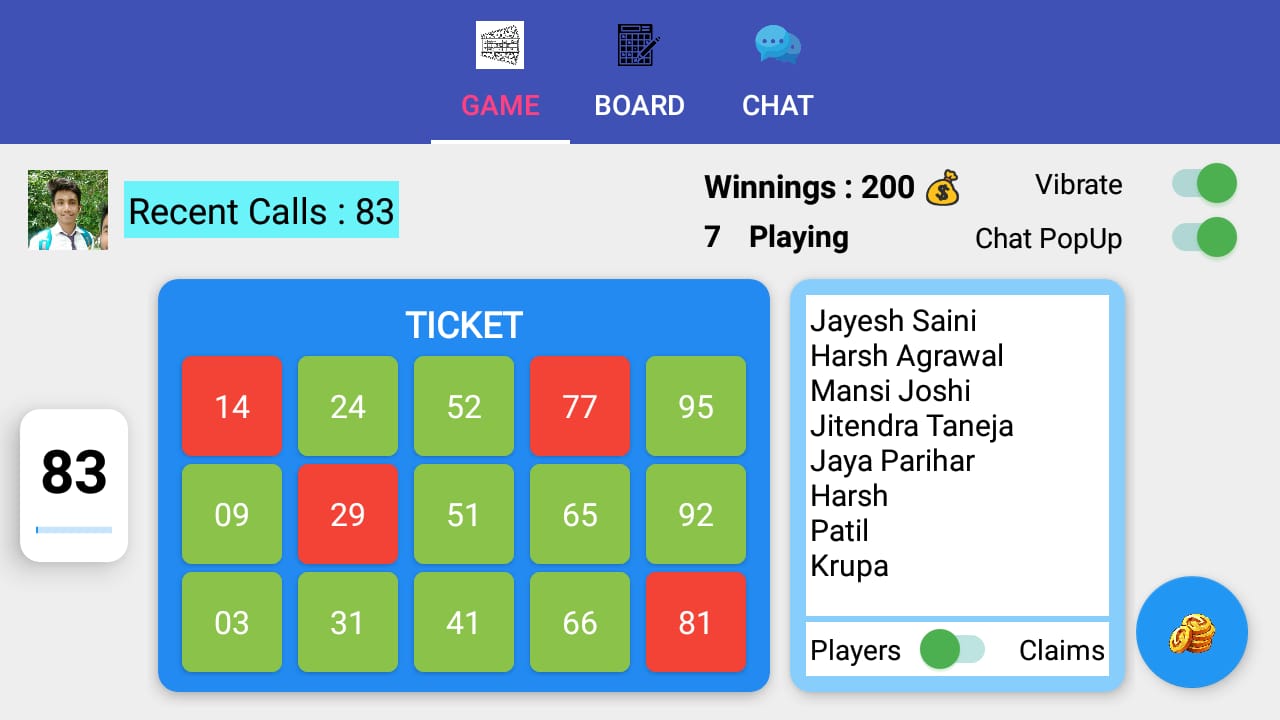 GAME
BOARD
CHAT
Recent Calls : 83
Winnings : 200
7 Playing
Vibrate
Chat PopUp
83
TICKET
14 24 52 77 95
09 29 51 65 92
03 31 41 66 81
Jayesh Saini
Harsh Agrawal
Mansi Joshi
Jitendra Taneja
Jaya Parihar
Harsh
Patil
Krupa
Players
Claims